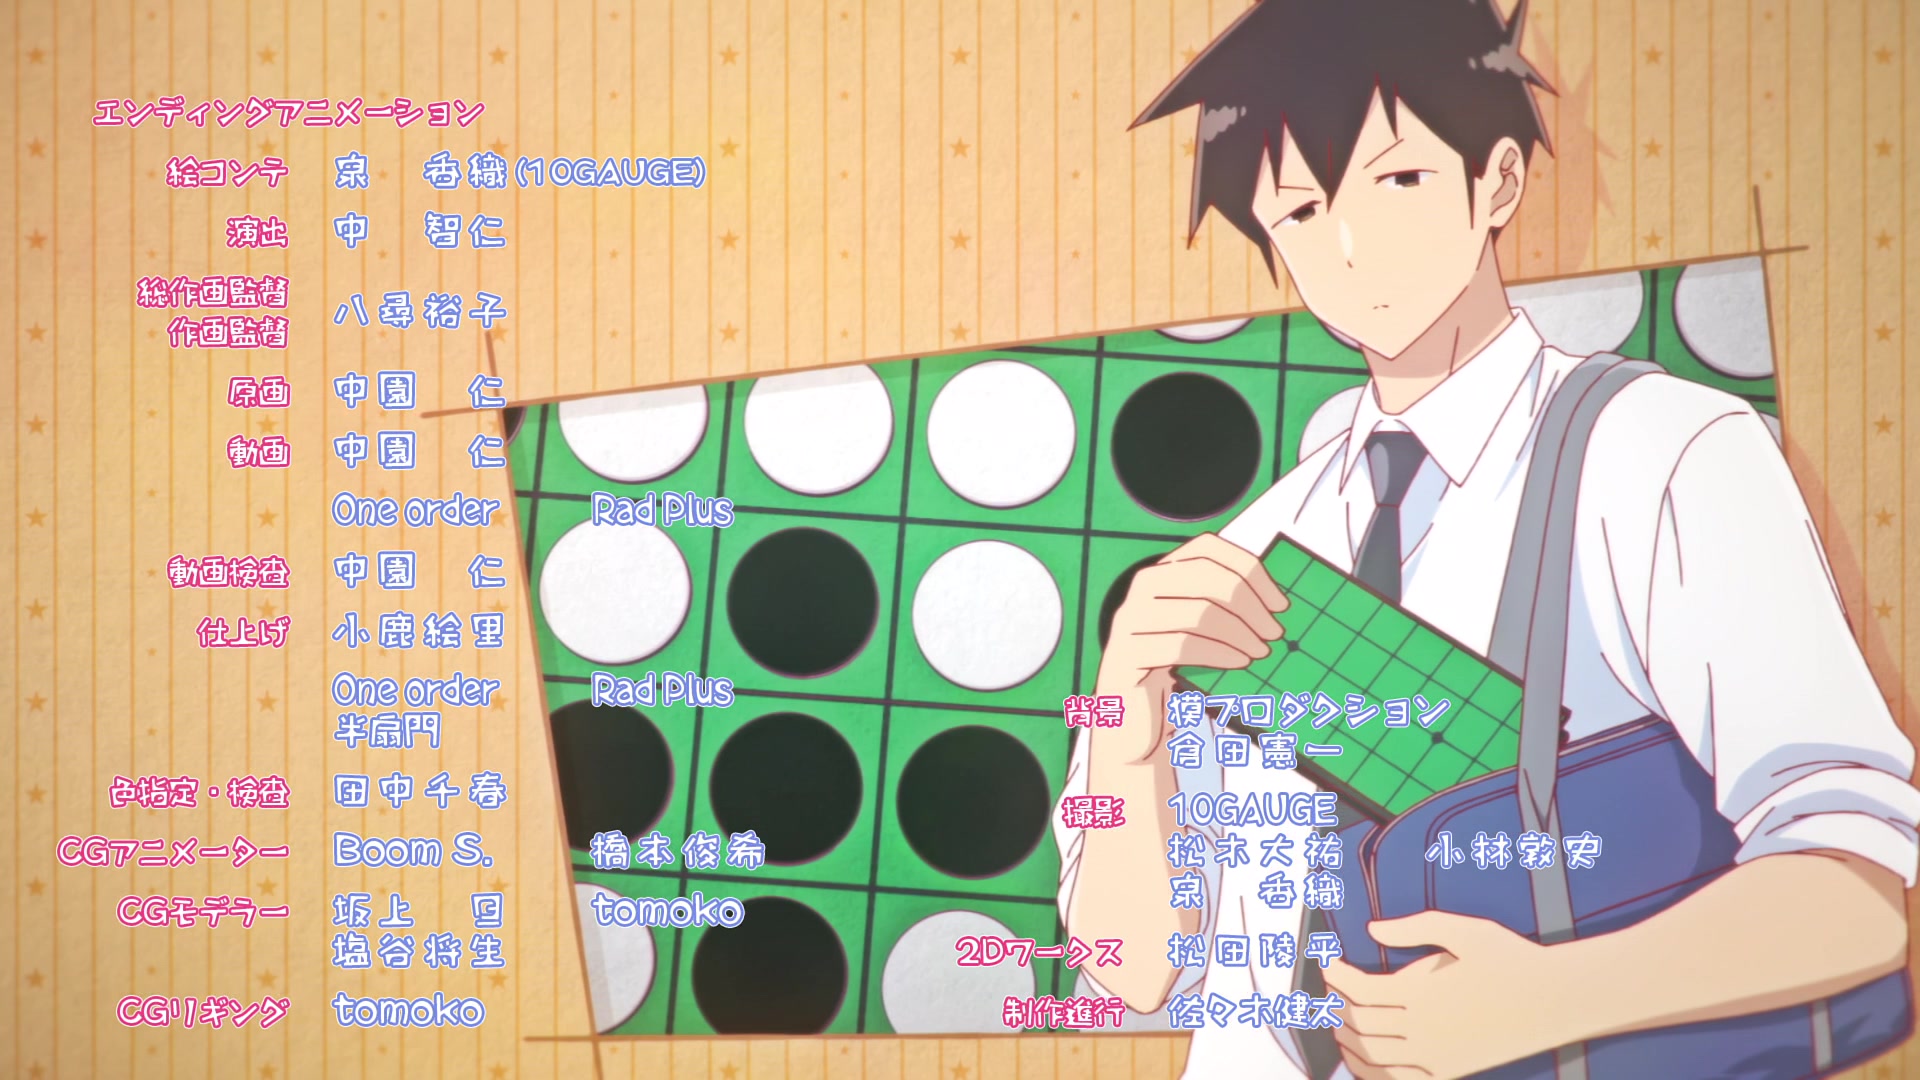 エンディングアニメーション
絵コンテ 泉 香織(10GAUGE)
演出 中 智仁
総作画監督
作画監督 八尋裕子
原画 中園 仁
動画 中園 仁
One order Rad Plus
動画検査 中園 仁
仕上げ 小鹿絵里
One order Rad Plus
半扇門
色指定・検査 田中千春
CGアニメーター Boom S. 橋本俊希
CGモデラー 坂上 旦 tomoko
塩谷将生
CGリギング tomoko
背景 獏プロダクション
倉田憲一
撮影 10GAUGE
松木大祐 小林敦史
泉 香織
2Dワークス 松田陵平
制作進行 佐々木健太